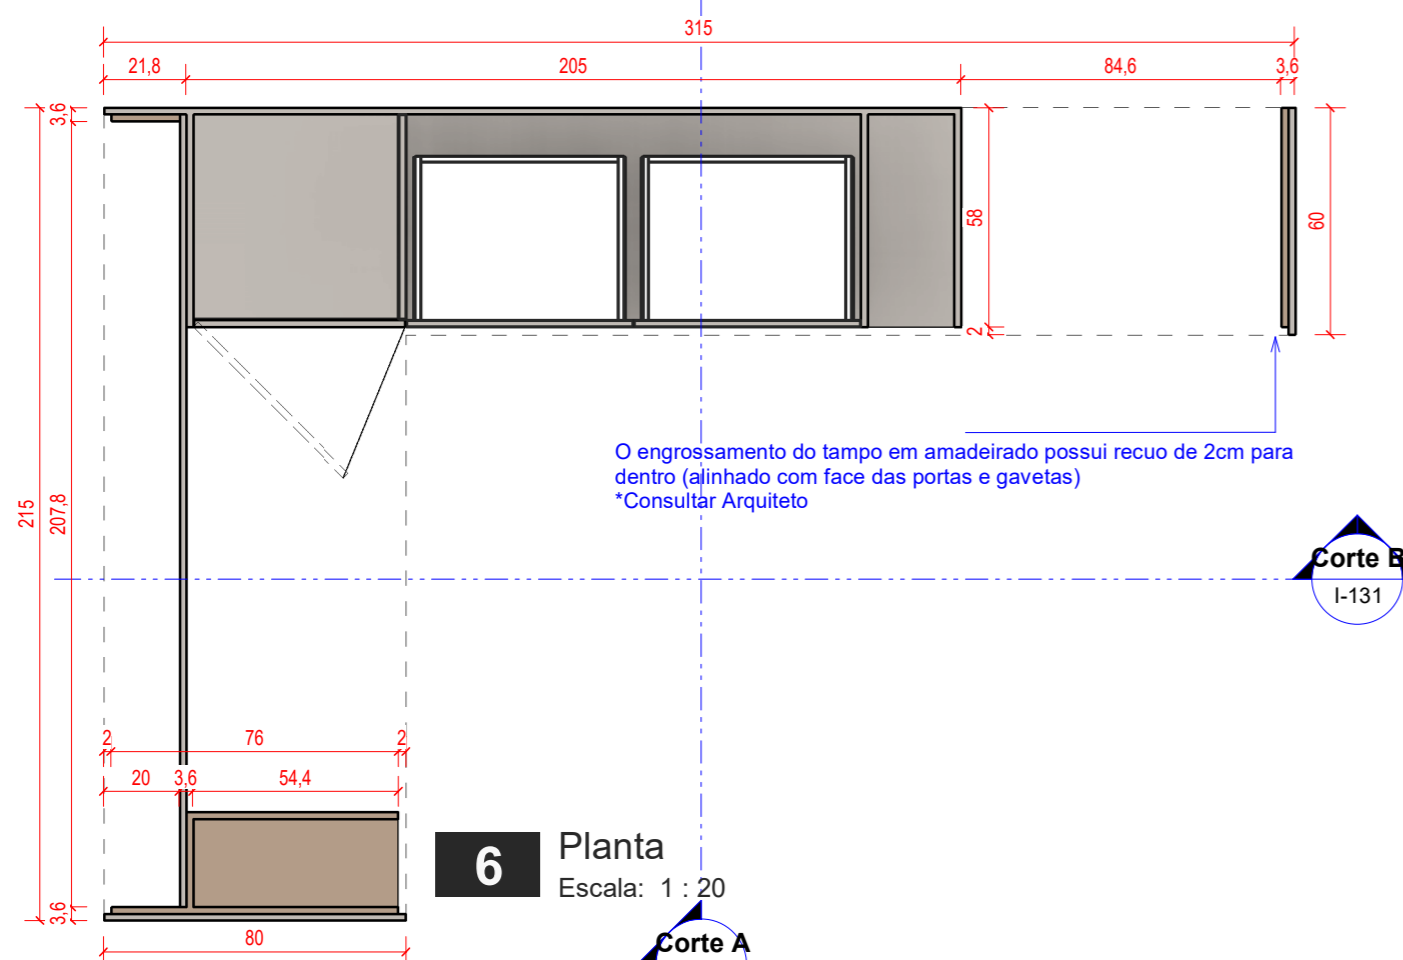 315
21,8
205
84,6
3,6
3,6
58
60
2
O engrossamento do tampo em amadeirado possui recuo de 2cm para
dentro (alinhado com face das portas e gavetas)
*Consultar Arquiteto
215
207,8
Corte B
I-131
2
76
2
20
3,6
54,4
6
Planta
Escala: 1 : 20
3,6
80
Corte A